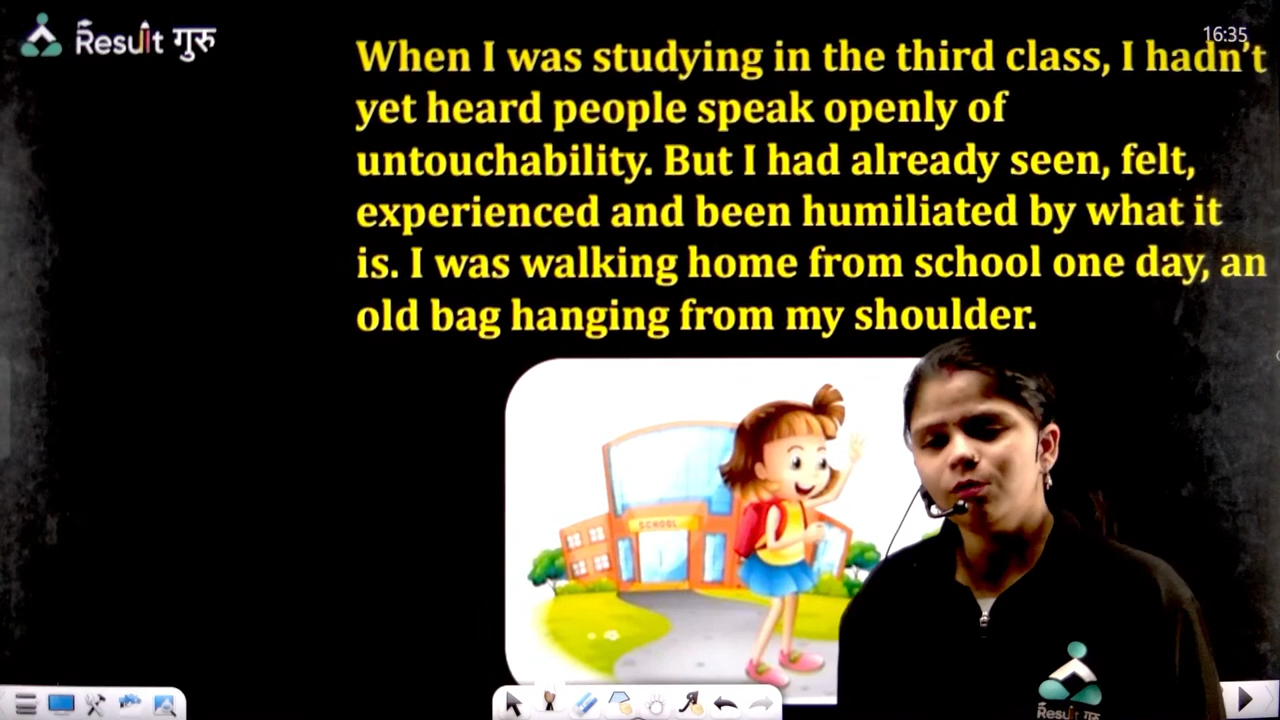 Result गुरु
16:35
When I was studying in the third class, I hadn't
yet heard people speak openly of
untouchability. But I had already seen, felt,
experienced and been humiliated by what it
is. I was walking home from school one day, an
old bag hanging from my shoulder.
SCHOOL
Result गुरु